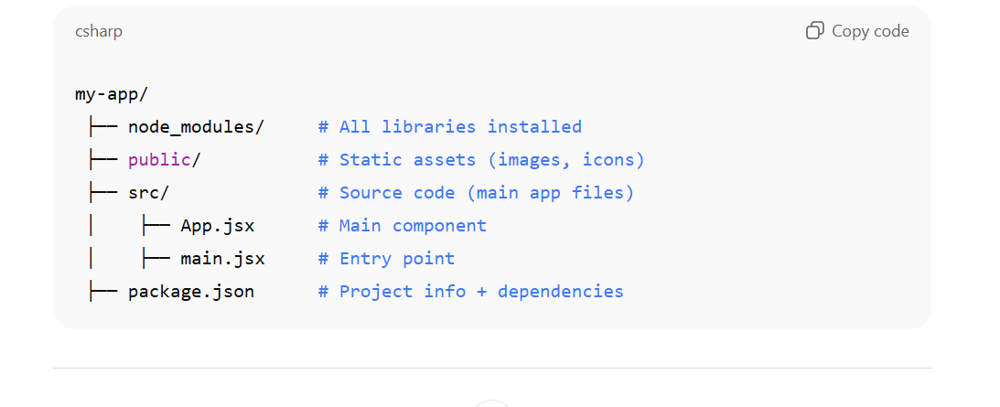 csharp
Copy code
my-app/
├── node_modules/     # All libraries installed
├── public/           # Static assets (images, icons)
├── src/              # Source code (main app files)
│    ├── App.jsx      # Main component
│    ├── main.jsx     # Entry point
├── package.json      # Project info + dependencies